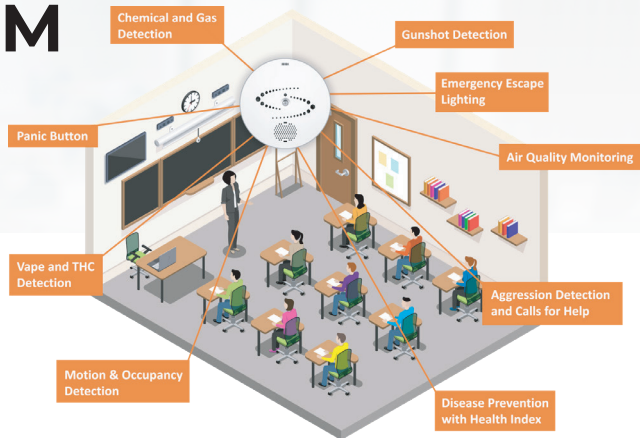 M
Chemical and Gas
Detection
Gunshot Detection
Emergency Escape
Lighting
Panic Button
Air Quality Monitoring
Vape and THC
Detection
Aggression Detection
and Calls for Help
Motion & Occupancy
Detection
Disease Prevention
with Health Index